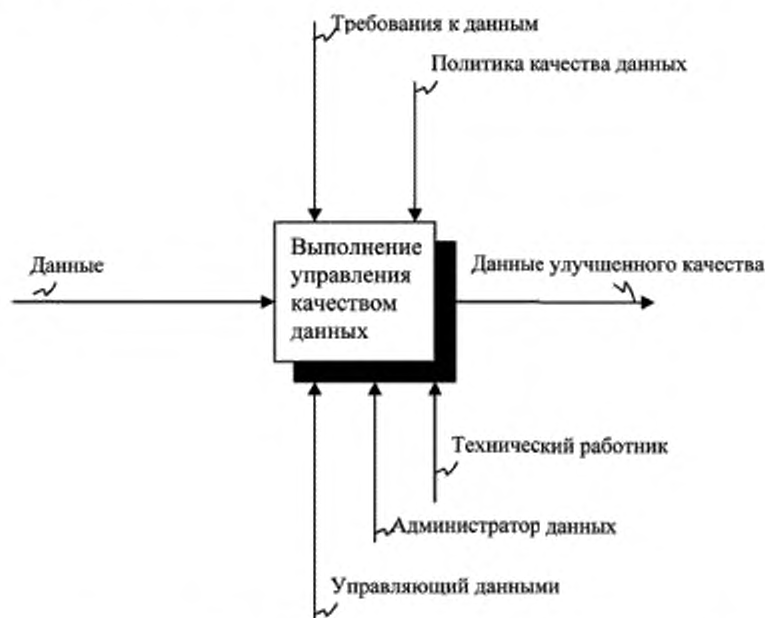 Требования к данным
Политика качества данных
Данные
Выполнение
управления
качеством
данных
Данные улучшенного качества
Технический работник
Администратор данных
Управляющий данными